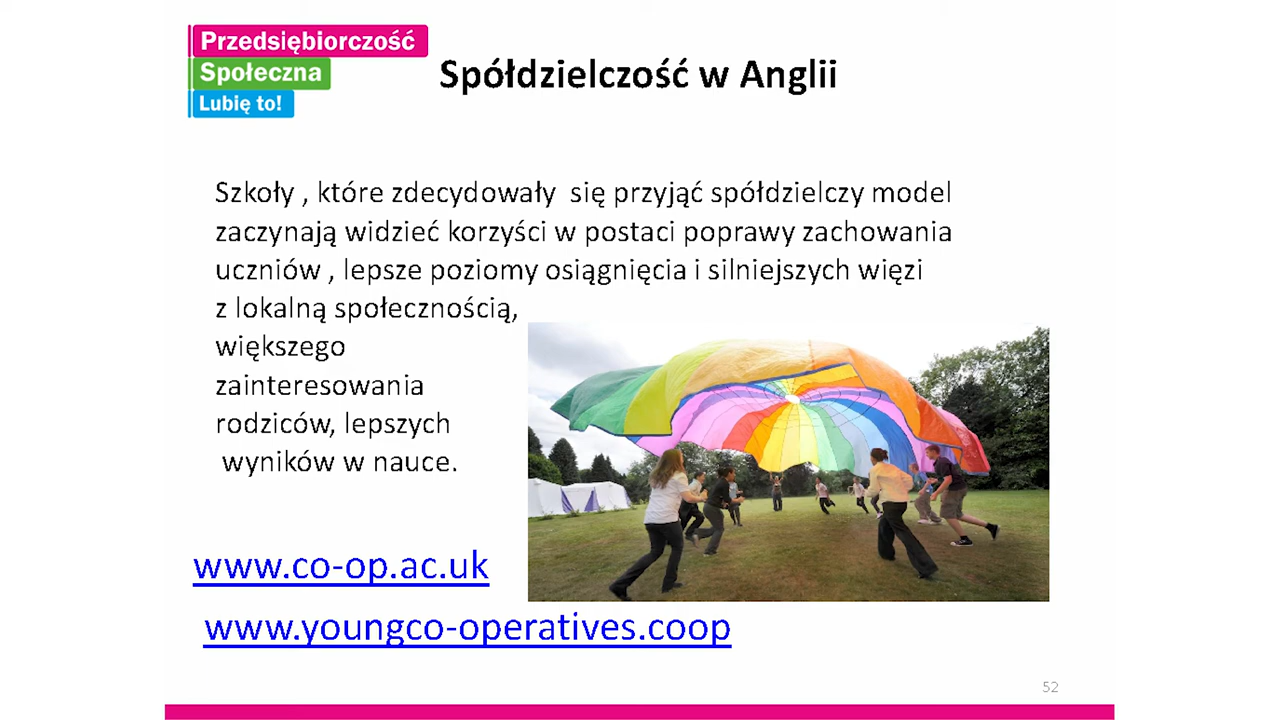 Przedsiębiorczość
Społeczna
Lubię to!
Spółdzielczość w Anglii
Szkoły , które zdecydowały się przyjąć spółdzielczy model
zaczynają widzieć korzyści w postaci poprawy zachowania
uczniów , lepsze poziomy osiągnięcia i silniejszych więzi
z lokalną społecznością,
większego
zainteresowania
rodziców, lepszych
wyników w nauce.
www.co-op.ac.uk
www.youngco-operatives.coop
52